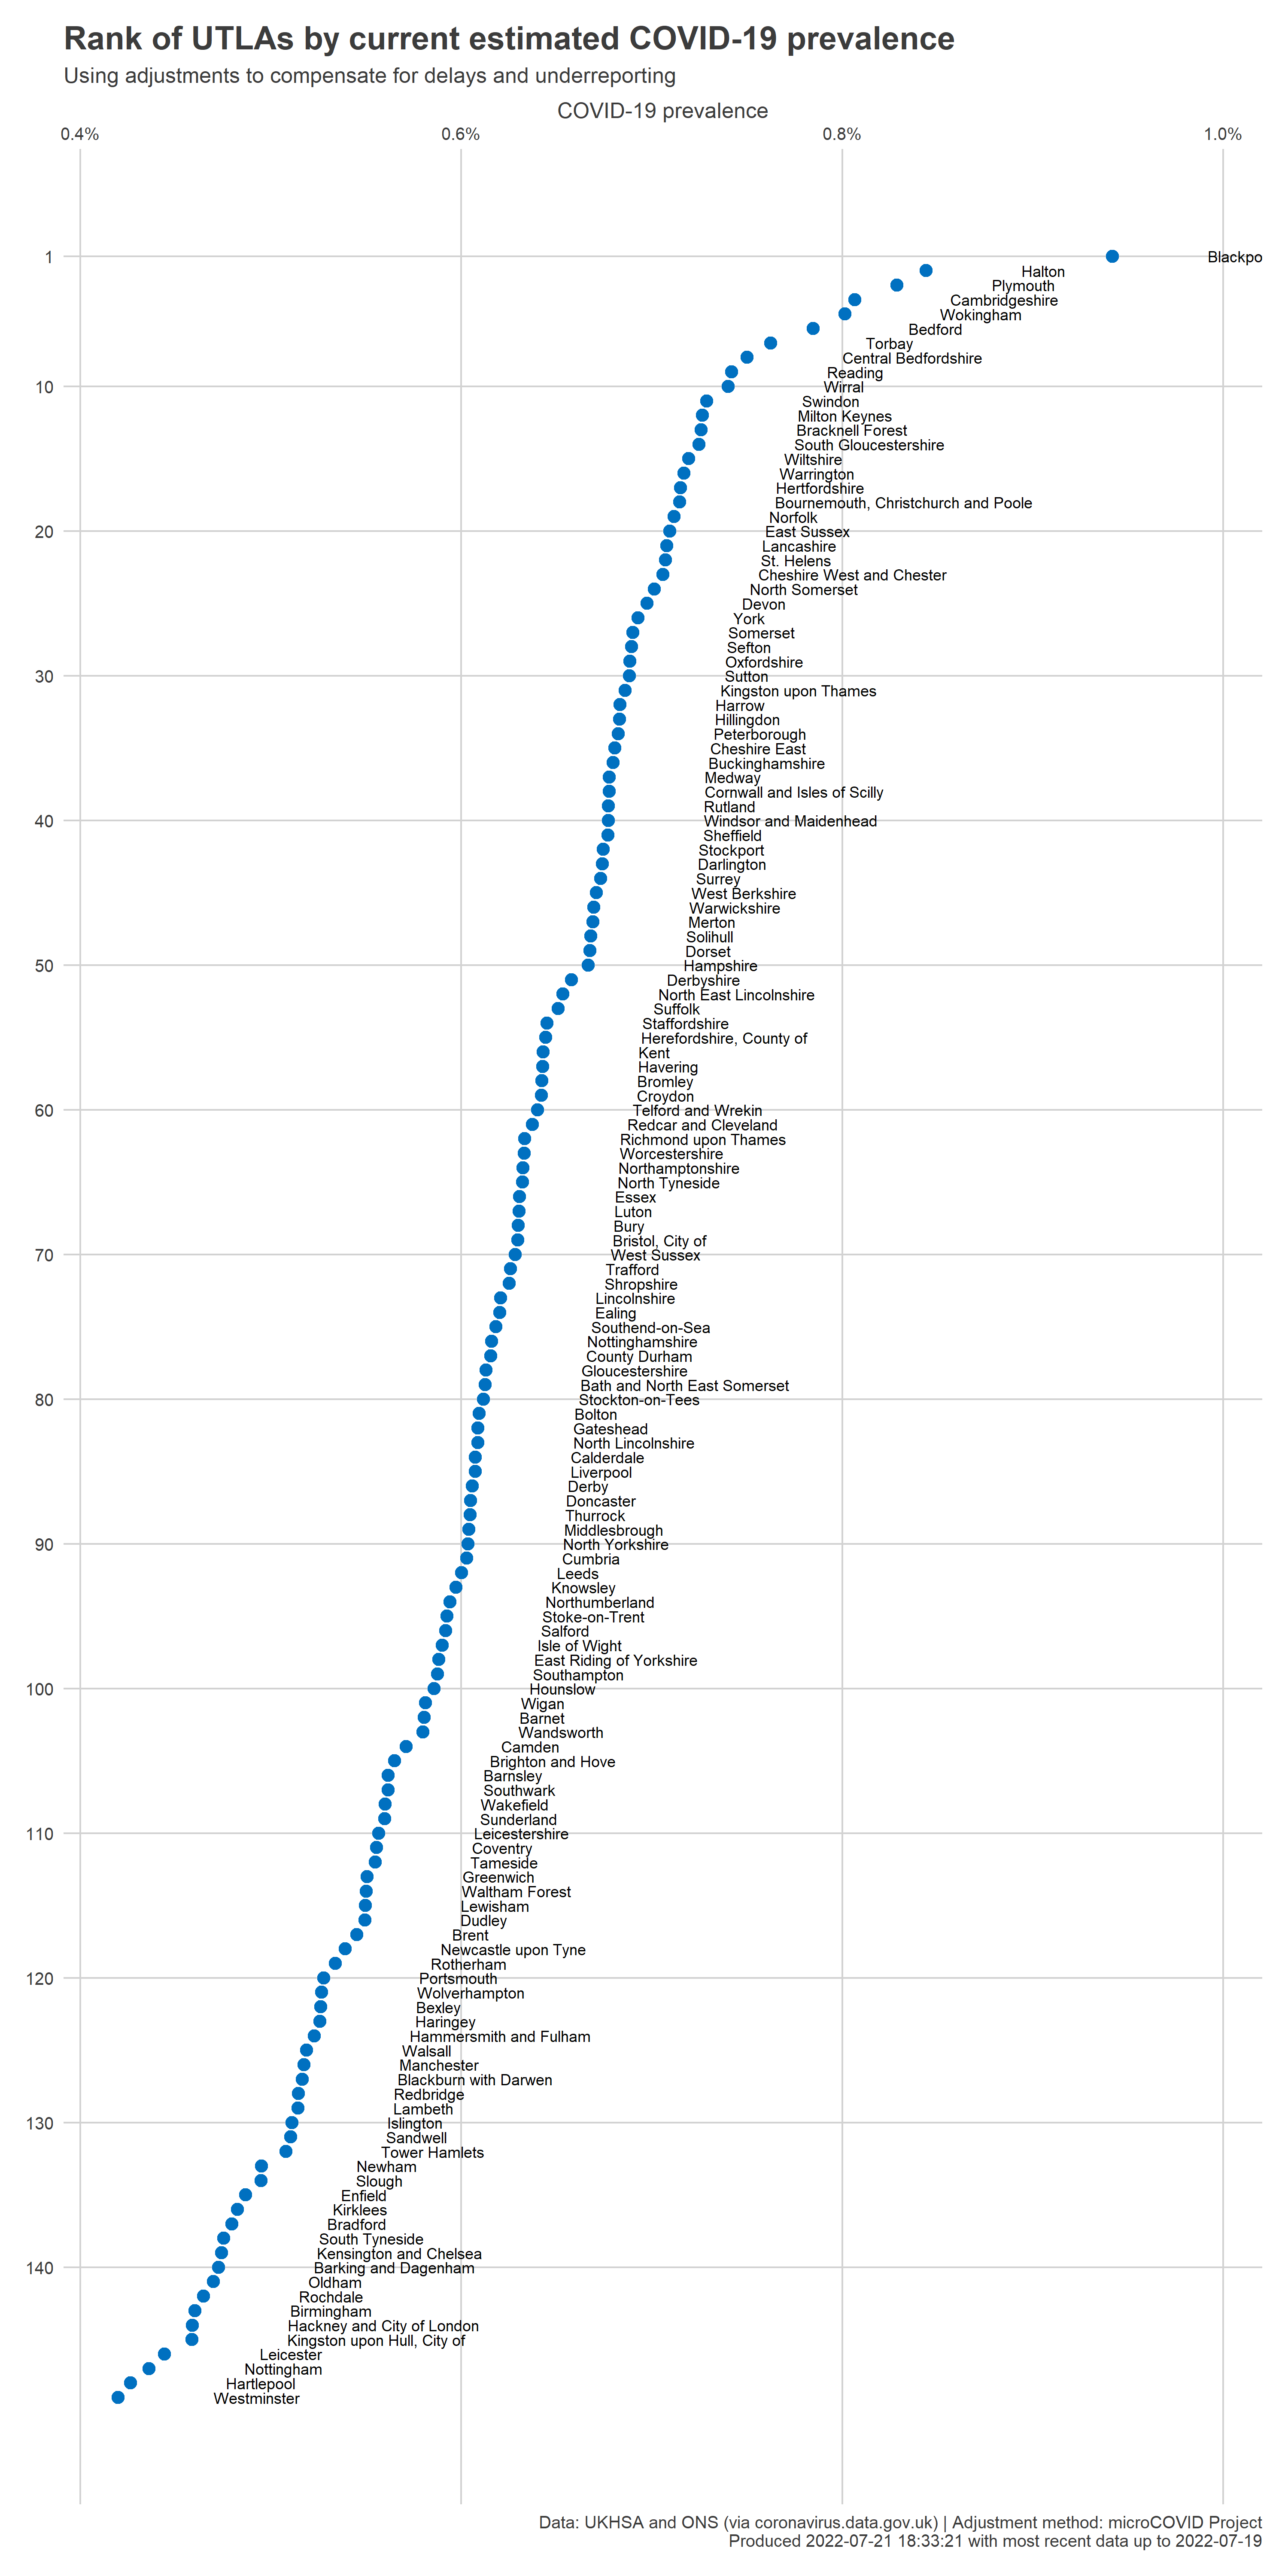 Rank of UTLAs by current estimated COVID-19 prevalence
Using adjustments to compensate for delays and underreporting
COVID-19 prevalence
0.4% 0.6% 0.8% 1.0%
1 Blackpo
Halton
Plymouth
Cambridgeshire
Wokingham
Bedford
Torbay
Central Bedfordshire
Reading
10 Wirral
Swindon
Milton Keynes
Bracknell Forest
South Gloucestershire
Wiltshire
Warrington
Hertfordshire
Bournemouth, Christchurch and Poole
Norfolk
20 East Sussex
Lancashire
St. Helens
Cheshire West and Chester
North Somerset
Devon
York
Somerset
Sefton
Oxfordshire
30 Sutton
Kingston upon Thames
Harrow
Hillingdon
Peterborough
Cheshire East
Buckinghamshire
Medway
Cornwall and Isles of Scilly
Rutland
40 Windsor and Maidenhead
Sheffield
Stockport
Darlington
Surrey
West Berkshire
Warwickshire
Merton
Solihull
Dorset
50 Hampshire
Derbyshire
North East Lincolnshire
Suffolk
Staffordshire
Herefordshire, County of
Kent
Havering
Bromley
Croydon
60 Telford and Wrekin
Redcar and Cleveland
Richmond upon Thames
Worcestershire
Northamptonshire
North Tyneside
Essex
Luton
Bury
Bristol, City of
70 West Sussex
Trafford
Shropshire
Lincolnshire
Ealing
Southend-on-Sea
Nottinghamshire
County Durham
Gloucestershire
Bath and North East Somerset
80 Stockton-on-Tees
Bolton
Gateshead
North Lincolnshire
Calderdale
Liverpool
Derby
Doncaster
Thurrock
Middlesbrough
90 North Yorkshire
Cumbria
Leeds
Knowsley
Northumberland
Stoke-on-Trent
Salford
Isle of Wight
East Riding of Yorkshire
Southampton
100 Hounslow
Wigan
Barnet
Wandsworth
Camden
Brighton and Hove
Barnsley
Southwark
Wakefield
Sunderland
110 Leicestershire
Coventry
Tameside
Greenwich
Waltham Forest
Lewisham
Dudley
Brent
Newcastle upon Tyne
Rotherham
120 Portsmouth
Wolverhampton
Bexley
Haringey
Hammersmith and Fulham
Walsall
Manchester
Blackburn with Darwen
Redbridge
Lambeth
130 Islington
Sandwell
Tower Hamlets
Newham
Slough
Enfield
Kirklees
Bradford
South Tyneside
Kensington and Chelsea
140 Barking and Dagenham
Oldham
Rochdale
Birmingham
Hackney and City of London
Kingston upon Hull, City of
Leicester
Nottingham
Hartlepool
Westminster
Data: UKHSA and ONS (via coronavirus.data.gov.uk) | Adjustment method: microCOVID Project
Produced 2022-07-21 18:33:21 with most recent data up to 2022-07-19